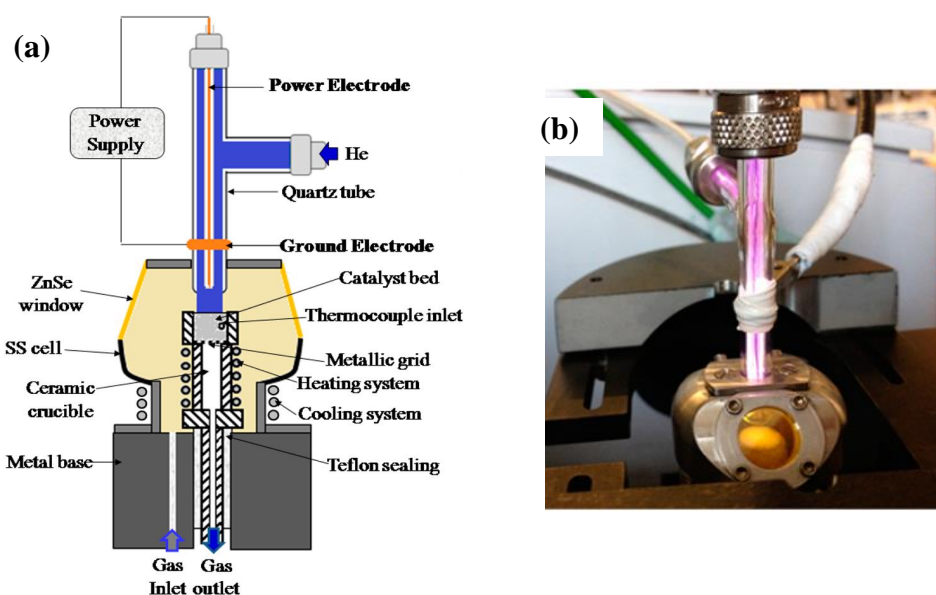 (a)
Power Electrode
Power
Supply
He
Quartz tube
Ground Electrode
ZnSe
window
Catalyst bed
Thermocouple inlet
SS cell
Metallic grid
Ceramic
crucible
Heating system
Cooling system
Metal base
Teflon sealing
Gas
Inlet
Gas
outlet
(b)